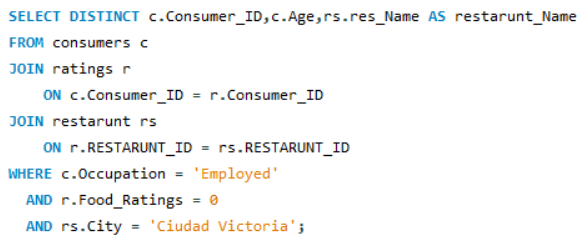 SELECT DISTINCT c.Consumer_ID,c.Age,rs.res_Name AS restarunt_Name
FROM consumers c
JOIN ratings r
    ON c.Consumer_ID = r.Consumer_ID
JOIN restarunt rs
    ON r.RESTARUNT_ID = rs.RESTARUNT_ID
WHERE c.Occupation = 'Employed'
  AND r.Food_Ratings = 0
  AND rs.City = 'Ciudad Victoria';